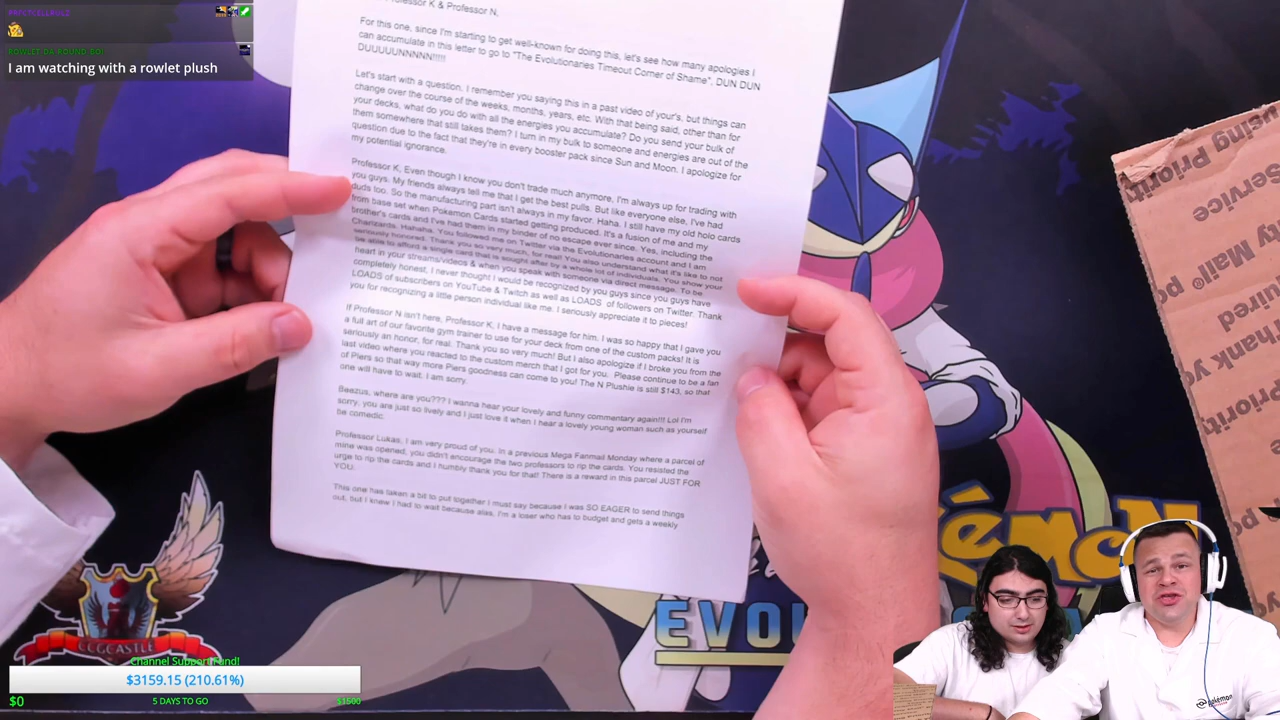 PRXTCELLRULZ
ROWLET-DA-ROUND-BOI
I am watching with a rowlet plush
Professor K & Professor N,
For this one, since I'm starting to get well-known for doing this, let's see how many apologies I
can accumulate in this letter to go to "The Evolutionaries Timeout Corner of Shame", DUN DUN
DUUUUNNNNN!!!!!
Let's start with a question, I remember you saying this in a past video of your's, but things can
change over the course of the weeks, months, years, etc. With that being said, other than for
your decks, what do you do with all the energies you accumulate? Do you send your bulk of
them somewhere that still takes them? I turn in my bulk to someone and energies are out of the
question due to the fact that they're in every booster pack since Sun and Moon. I apologize for
my potential ignorance.
Professor K, Even though I know you don't trade much anymore, I'm always up for trading with
you guys. My friends always tell me that I get the best pulls. But like everyone else, I've had
duds too. So the manufacturing part isn't always in my favor. Haha. I still have my old holo cards
from base set when Pokemon Cards started getting produced. It's a fusion of me and my
brother's cards and I've had them in my binder of no escape ever since. Yes, including the
Charizards. Hahaha. You followed me on Twitter via the Evolutionaries account and I am
seriously honored. Thank you so very much, for real! You also understand what it's like to not
be able to afford a single card that is sought after by a whole lot of individuals. You show your
heart in your streams/videos & when you speak with someone via direct message. To be
completely honest, I never thought I would be recognized by you guys since you guys have
LOADS of subscribers on YouTube & Twitch as well as LOADS of followers on Twitter. Thank
you for recognizing a little person individual like me. I seriously appreciate it to pieces!
If Professor N isn't here, Professor K, I have a message for him. I was so happy that I gave you
a full art of our favorite gym trainer to use for your deck from one of the custom packs! It is
seriously an honor, for real. Thank you so very much! But I also apologize if I broke you from the
last video where you reacted to the custom merch that I got for you. Please continue to be a fan
of Piers so that way more Piers goodness can come to you! The N Plushie is still $143, so that
one will have to wait. I am sorry.
Beezus, where are you??? I wanna hear your lovely and funny commentary again!!! Lol I'm
sorry, you are just so lively and I just love it when I hear a lovely young woman such as yourself
be comedic.
Professor Lukas, I am very proud of you. In a previous Mega Fanmail Monday where a parcel of
mine was opened, you didn't encourage the two professors to rip the cards. You resisted the
urge to rip the cards and I humbly thank you for that! There is a reward in this parcel JUST FOR
YOU.
This one has taken a bit to put together I must say because I was SO EAGER to send things
out, but I knew I had to wait because alas, I'm a loser who has to budget and gets a weekly
using Priority
Service
ty Mail®
quired
Thank y
Priority
CCGCASTLE
EVOL
Channel Support Fund!
$3159.15 (210.61%)
$0
5 DAYS TO GO
$1500
pokémon